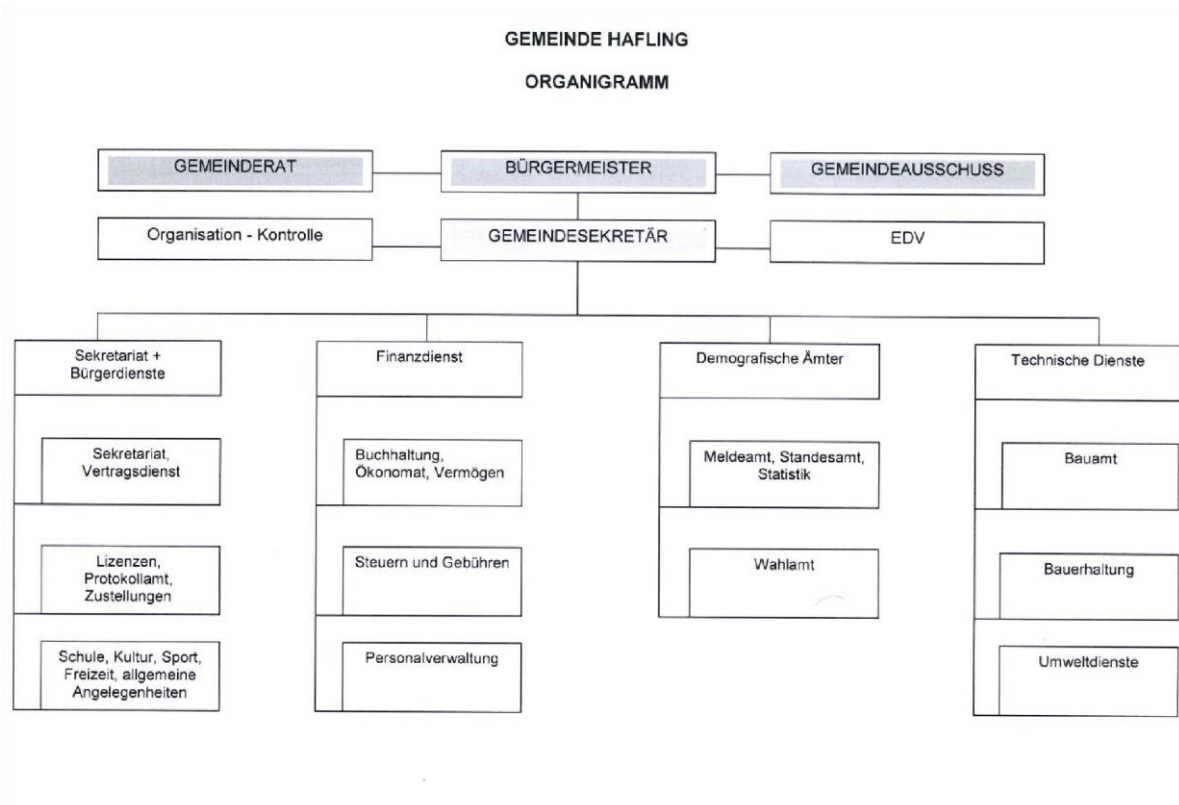 GEMEINDE HAFLING
ORGANIGRAMM
GEMEINDERAT
BÜRGERMEISTER
GEMEINDEAUSSCHUSS
Organisation - Kontrolle
GEMEINDESEKRETÄR
EDV
Sekretariat +
Bürgerdienste
Finanzdienst
Demografische Ämter
Technische Dienste
Sekretariat,
Vertragsdienst
Buchhaltung,
Ökonomat, Vermögen
Meldeamt, Standesamt,
Statistik
Bauamt
Lizenzen,
Protokollamt,
Zustellungen
Steuern und Gebühren
Wahlamt
Bauerhaltung
Schule, Kultur, Sport,
Freizeit, allgemeine
Angelegenheiten
Personalverwaltung
Umweltdienste